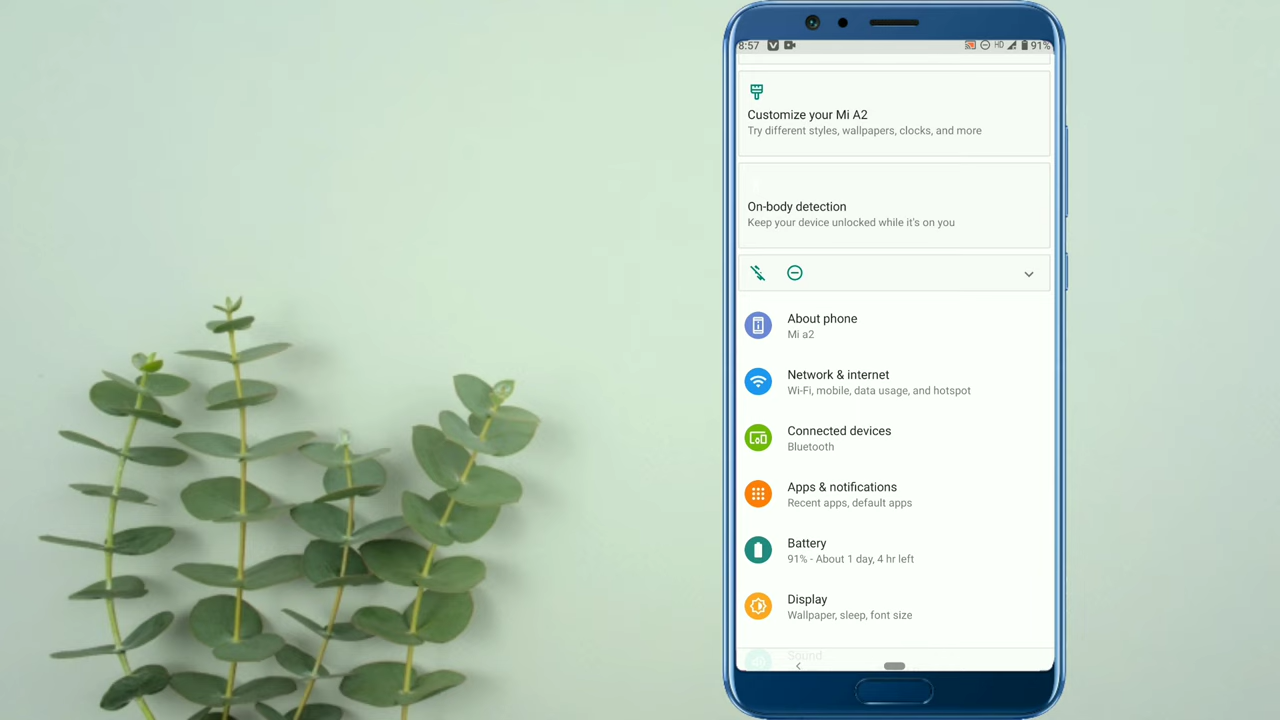 8:57 HD 91%
Customize your Mi A2
Try different styles, wallpapers, clocks, and more
On-body detection
Keep your device unlocked while it's on you
About phone
Mi a2
Network & internet
Wi-Fi, mobile, data usage, and hotspot
Connected devices
Bluetooth
Apps & notifications
Recent apps, default apps
Battery
91% - About 1 day, 4 hr left
Display
Wallpaper, sleep, font size
Sound